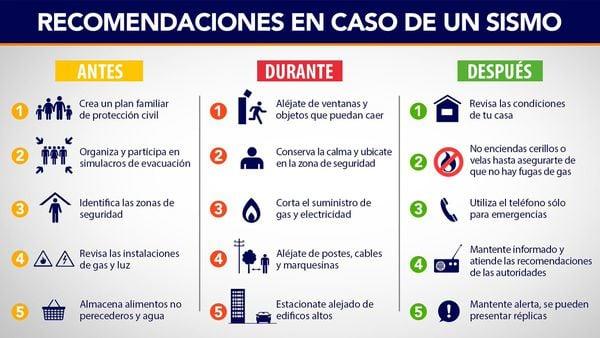 RECOMENDACIONES EN CASO DE UN SISMO
ANTES
1 Crea un plan familiar
de protección civil
2 Organiza y participa en
simulacros de evacuación
3 Identifica las zonas de
seguridad
4 Revisa las instalaciones
de gas y luz
5 Almacena alimentos no
perecederos y agua
DURANTE
1 Aléjate de ventanas y
objetos que puedan caer
2 Conserva la calma y ubicate
en la zona de seguridad
3 Corta el suministro de
gas y electricidad
4 Aléjate de postes, cables
y marquesinas
5 Estacionate alejado de
edificos altos
DESPUÉS
1 Revisa las condiciones
de tu casa
2 No enciendas cerillos o
velas hasta asegurarte de
que no hay fugas de gas
3 Utiliza el teléfono sólo
para emergencias
4 Mantente informado y
atiende las recomendaciones
de las autoridades
5 Mantente alerta, se pueden
presentar réplicas